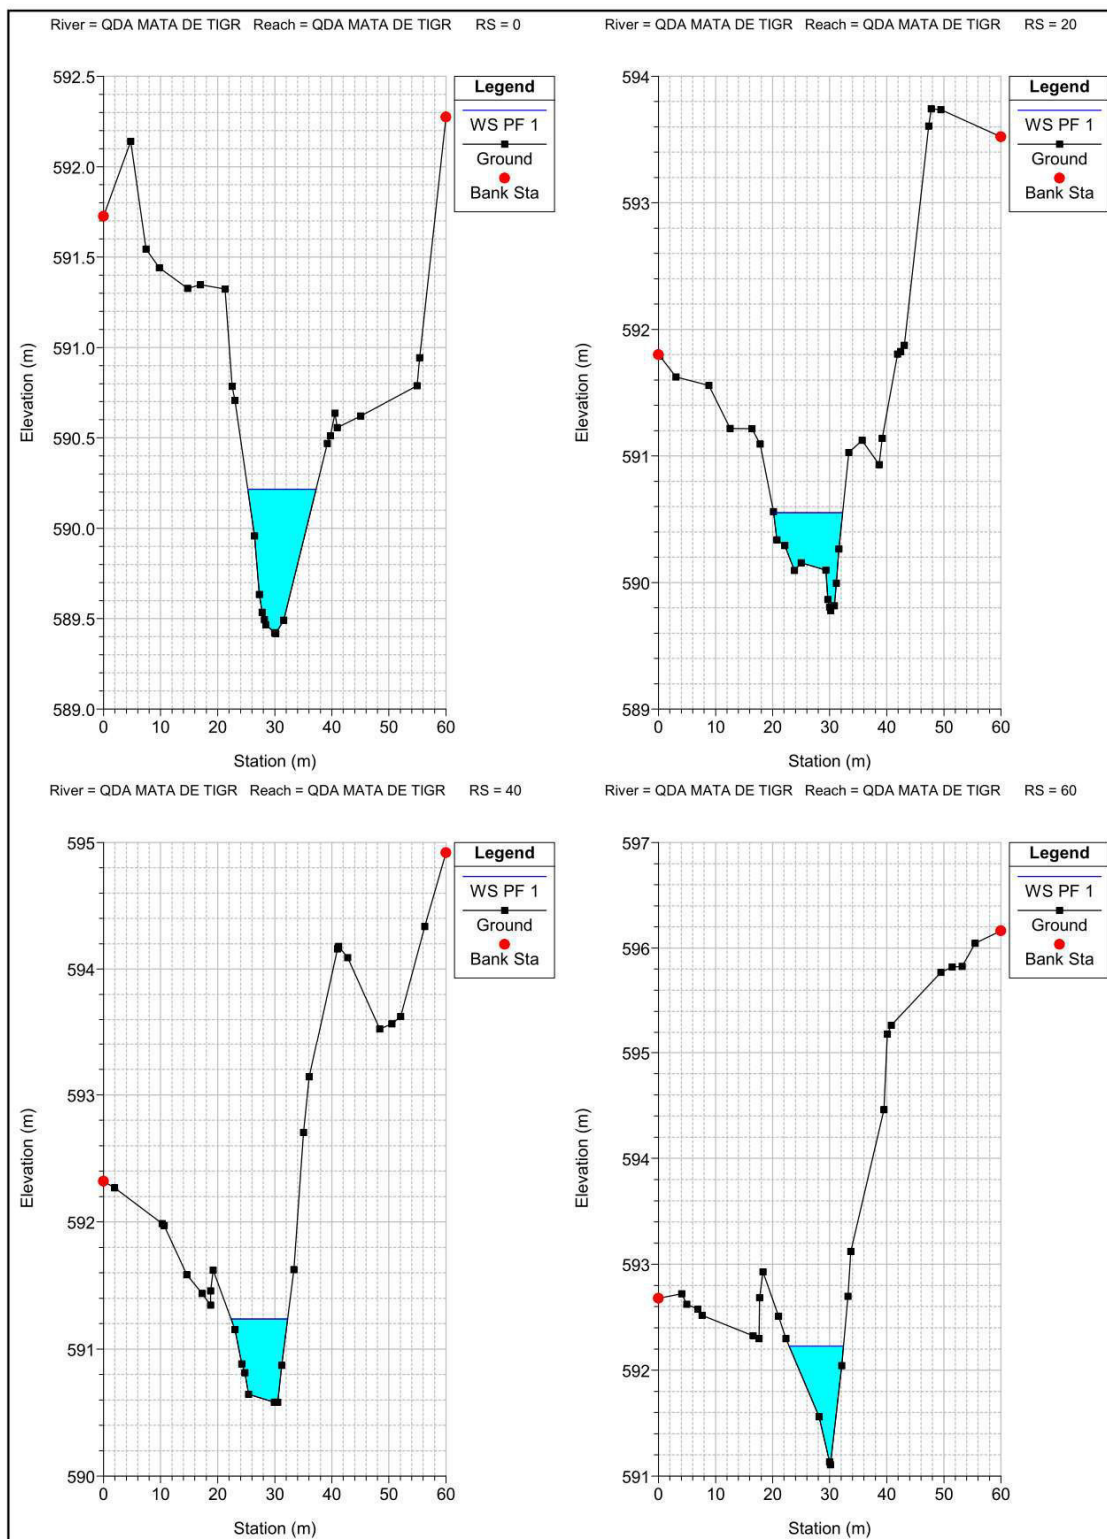 River = QDA MATA DE TIGR Reach = QDA MATA DE TIGR RS = 0
592.5
592.0
591.5
591.0
590.5
590.0
589.5
589.0
Elevation (m)
0 10 20 30 40 50 60
Station (m)
Legend
WS PF 1
Ground
Bank Sta
River = QDA MATA DE TIGR Reach = QDA MATA DE TIGR RS = 20
594
593
592
591
590
589
Elevation (m)
0 10 20 30 40 50 60
Station (m)
Legend
WS PF 1
Ground
Bank Sta
River = QDA MATA DE TIGR Reach = QDA MATA DE TIGR RS = 40
595
594
593
592
591
590
Elevation (m)
0 10 20 30 40 50 60
Station (m)
Legend
WS PF 1
Ground
Bank Sta
River = QDA MATA DE TIGR Reach = QDA MATA DE TIGR RS = 60
597
596
595
594
593
592
591
Elevation (m)
0 10 20 30 40 50 60
Station (m)
Legend
WS PF 1
Ground
Bank Sta